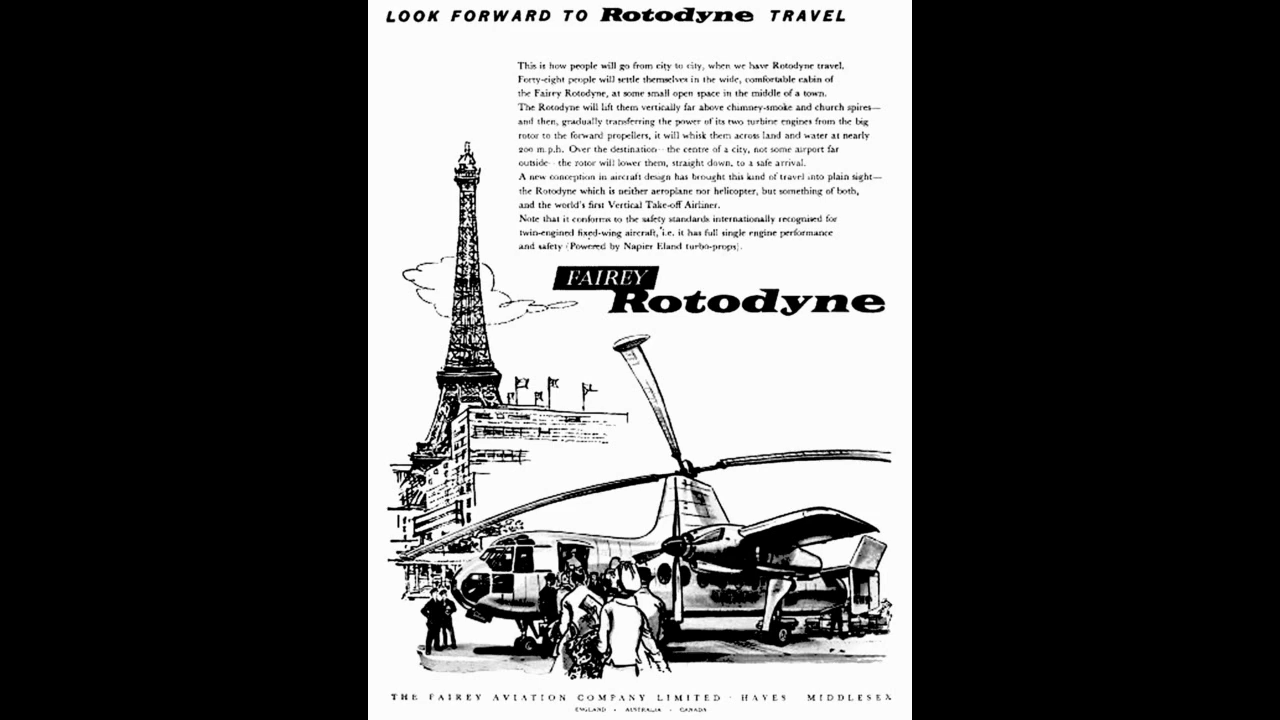 LOOK FORWARD TO Rotodyne TRAVEL
This is how people will go from city to city, when we have Rotodyne travel.
Forty-eight people will settle themselves in the wide, comfortable cabin of
the Fairey Rotodyne, at some small open space in the middle of a town.
The Rotodyne will lift them vertically far above chimney-smoke and church spires—
and then, gradually transferring the power of its two turbine engines from the big
rotor to the forward propellers, it will whisk them across land and water at nearly
200 m.p.h. Over the destination—the centre of a city, not some airport far
outside—the rotor will lower them, straight down, to a safe arrival.
A new conception in aircraft design has brought this kind of travel into plain sight—
the Rotodyne which is neither aeroplane nor helicopter, but something of both,
and the world's first Vertical Take-off Airliner.
Note that it conforms to the safety standards internationally recognised for
twin-engined fixed-wing aircraft, i.e. it has full single engine performance
and safety (Powered by Napier Eland turbo-props).
FAIREY
Rotodyne
THE FAIREY AVIATION COMPANY LIMITED · HAYES MIDDLESEX
ENGLAND · AUSTRALIA · CANADA